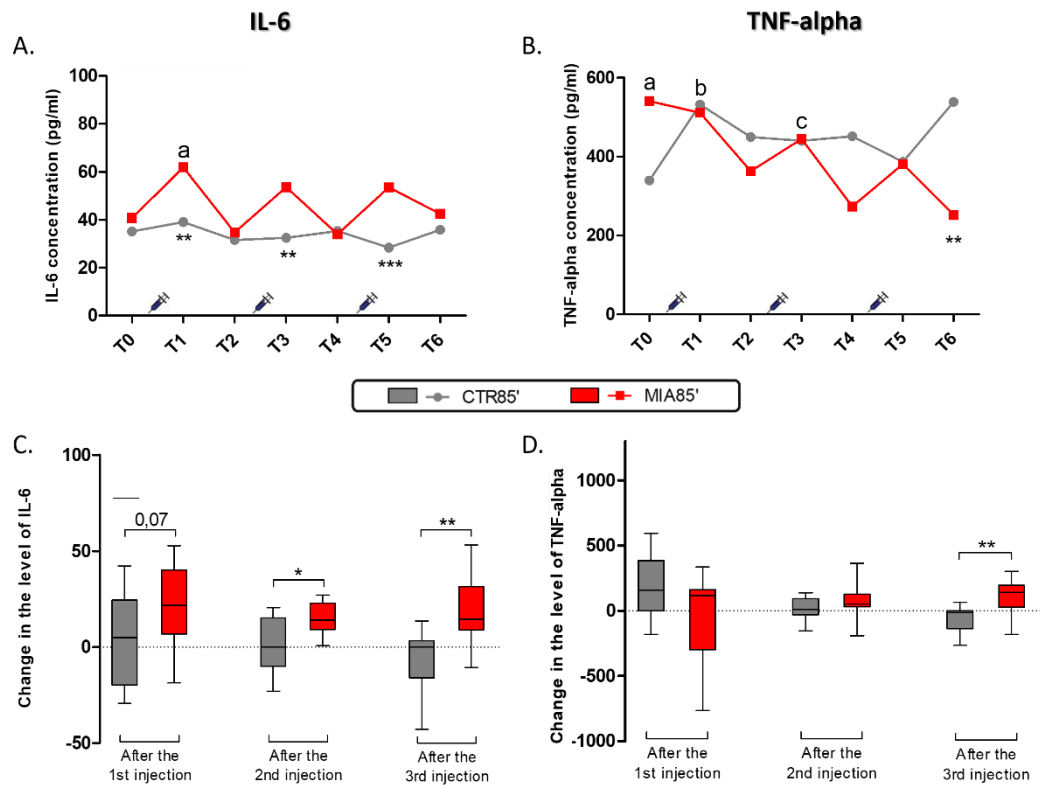 IL-6
TNF-alpha
A.
IL-6 concentration (pg/ml)
100
80
60
40
20
0
a
**
**
***
T0 T1 T2 T3 T4 T5 T6
B.
TNF-alpha concentration (pg/ml)
600
400
200
0
a
b
c
**
T0 T1 T2 T3 T4 T5 T6
CTR85' MIA85'
C.
Change in the level of IL-6
100
50
0
-50
0,07
*
**
After the
1st injection
After the
2nd injection
After the
3rd injection
D.
Change in the level of TNF-alpha
1000
500
0
-500
-1000
**
After the
1st injection
After the
2nd injection
After the
3rd injection